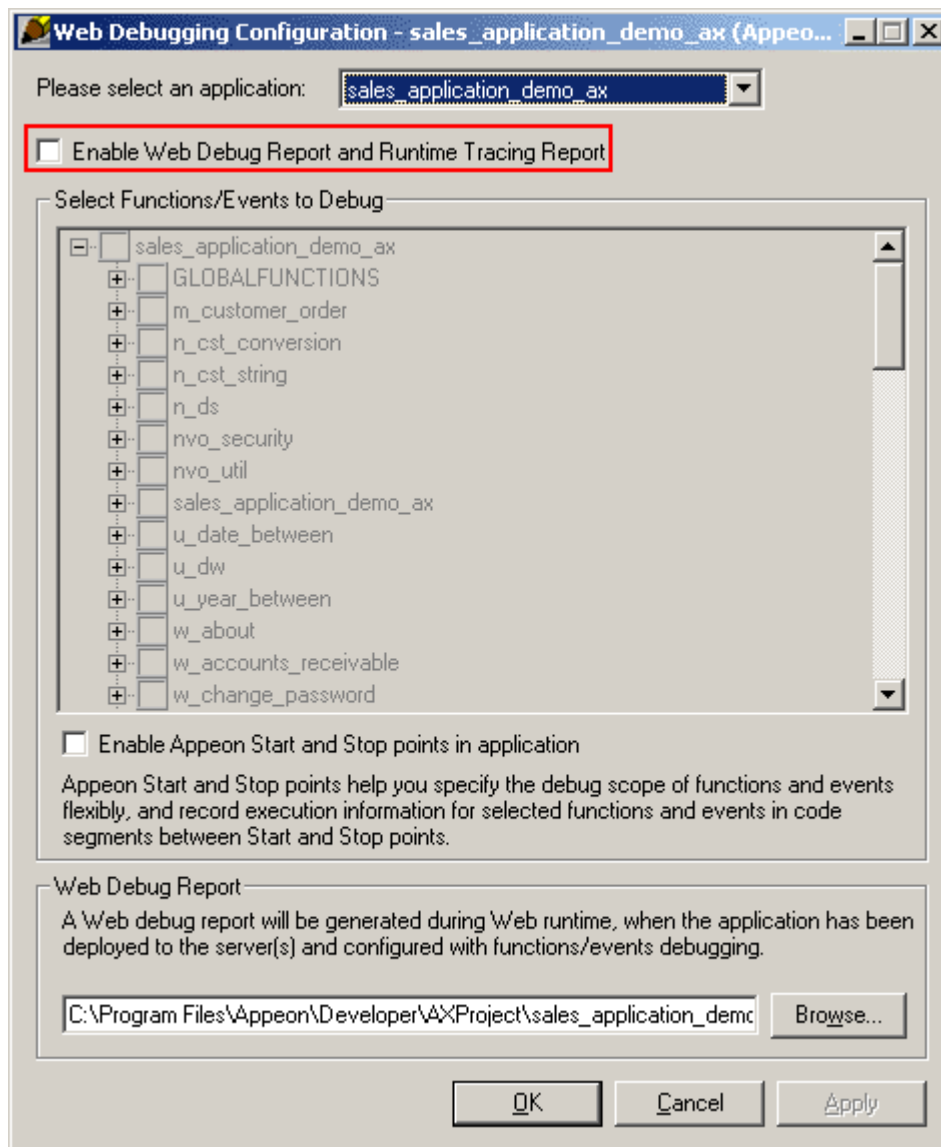 Web Debugging Configuration - sales_application_demo_ax (Appeo...
Please select an application: sales_application_demo_ax
Enable Web Debug Report and Runtime Tracing Report
Select Functions/Events to Debug
sales_application_demo_ax
GLOBALFUNCTIONS
m_customer_order
n_cst_conversion
n_cst_string
n_ds
nvo_security
nvo_util
sales_application_demo_ax
u_date_between
u_dw
u_year_between
w_about
w_accounts_receivable
w_change_password
Enable Appeon Start and Stop points in application
Appeon Start and Stop points help you specify the debug scope of functions and events
flexibly, and record execution information for selected functions and events in code
segments between Start and Stop points.
Web Debug Report
A Web debug report will be generated during Web runtime, when the application has been
deployed to the server(s) and configured with functions/events debugging.
C:\Program Files\Appeon\Developer\AXProject\sales_application_demo Browse...
OK Cancel Apply